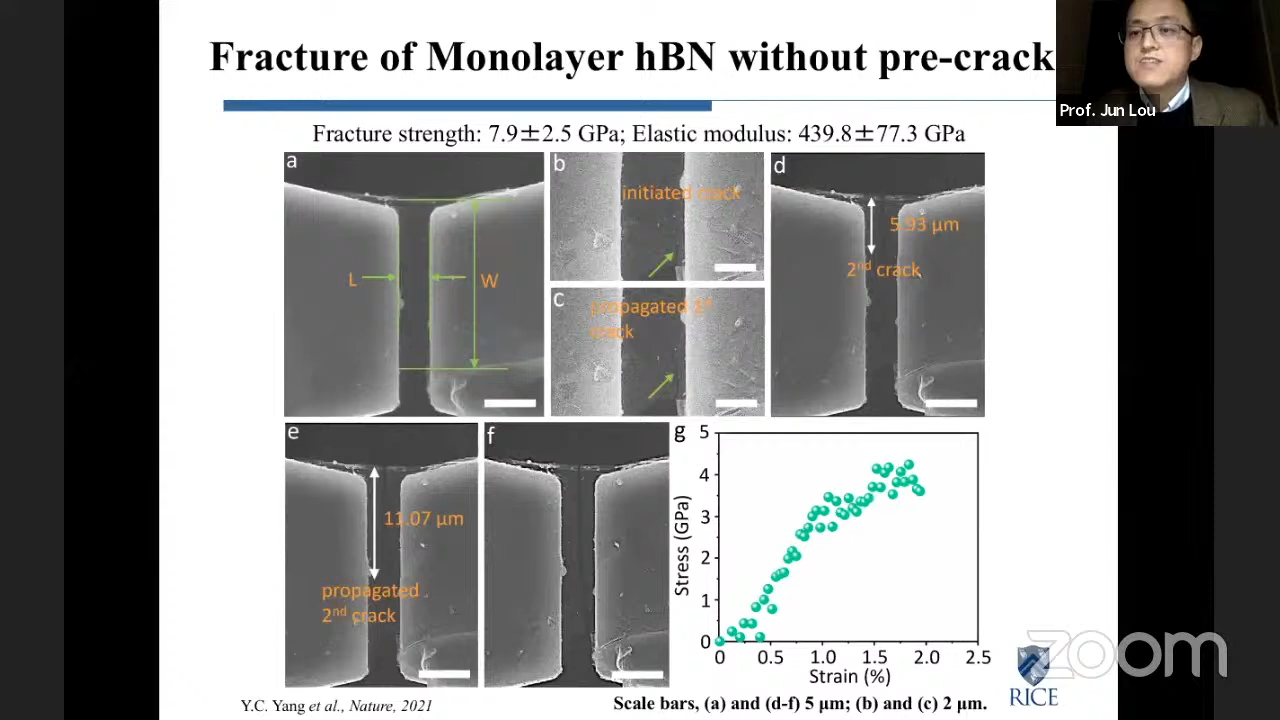 Fracture of Monolayer hBN without pre-crack
Prof. Jun Lou
Fracture strength: 7.9±2.5 GPa; Elastic modulus: 439.8±77.3 GPa
a
L
W
b
initiated crack
c
propagated 1st
crack
d
5.93 μm
2nd crack
e
11.07 μm
propagated
2nd crack
f
g
Stress (GPa)
5
4
3
2
1
0
0 0.5 1.0 1.5 2.0 2.5
Strain (%)
zoom
RICE
Y.C. Yang et al., Nature, 2021
Scale bars, (a) and (d-f) 5 μm; (b) and (c) 2 μm.